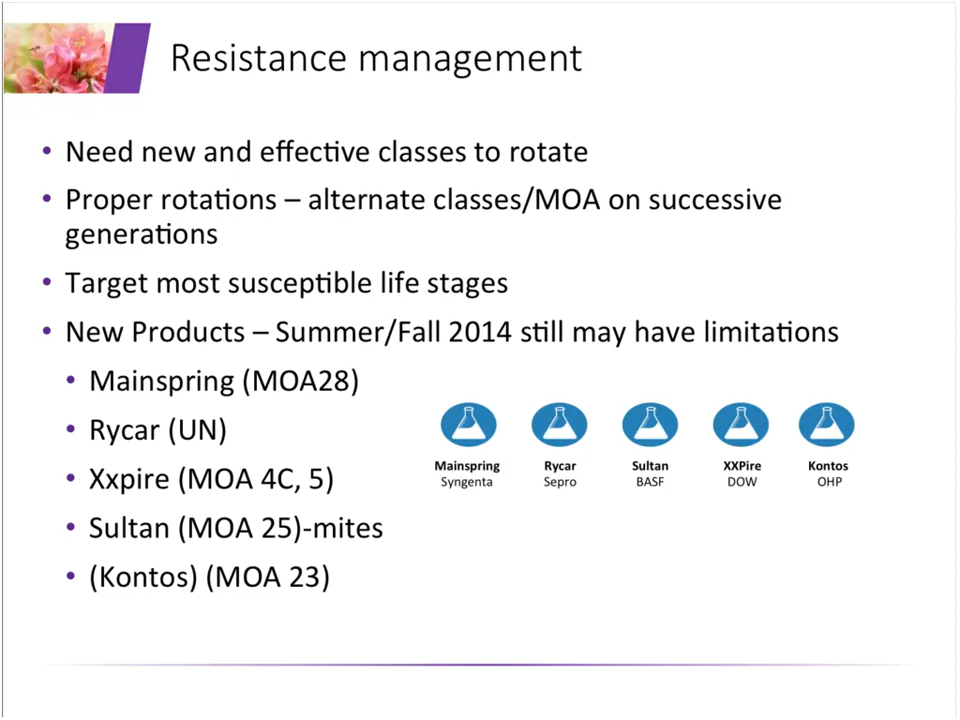 Resistance management
• Need new and effective classes to rotate
• Proper rotations – alternate classes/MOA on successive
generations
• Target most susceptible life stages
• New Products – Summer/Fall 2014 still may have limitations
• Mainspring (MOA28)
• Rycar (UN)
• Xxpire (MOA 4C, 5)
• Sultan (MOA 25)-mites
• (Kontos) (MOA 23)
Mainspring Rycar Sultan XXPire Kontos
Syngenta Sepro BASF DOW OHP